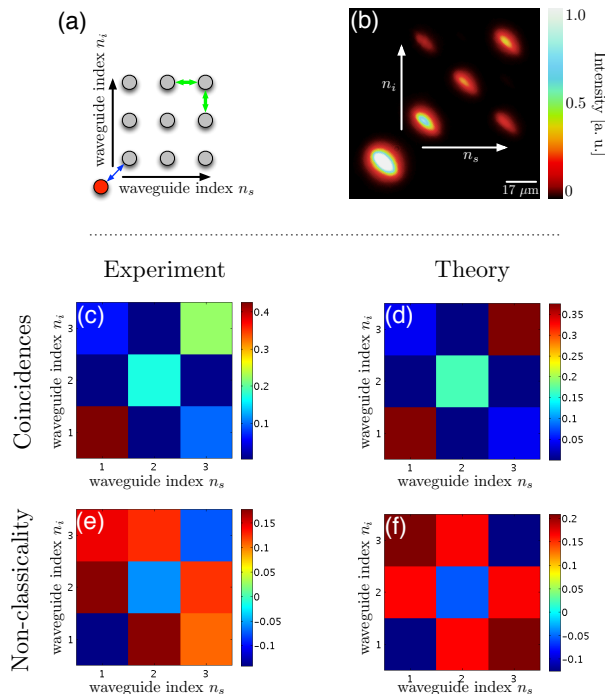 (a)
waveguide index n_i
waveguide index n_s
(b)
n_i
n_s
17 μm
1.0
0.5
0
Intensity [a. u.]
Experiment
Theory
Coincidences
(c)
waveguide index n_i
3
2
1
1 2 3
waveguide index n_s
0.4
0.3
0.2
0.1
(d)
waveguide index n_i
3
2
1
1 2 3
waveguide index n_s
0.35
0.3
0.25
0.2
0.15
0.1
0.05
Non-classicality
(e)
waveguide index n_i
3
2
1
1 2 3
waveguide index n_s
0.15
0.1
0.05
0
-0.05
-0.1
(f)
waveguide index n_i
3
2
1
1 2 3
waveguide index n_s
0.2
0.15
0.1
0.05
0
-0.05
-0.1